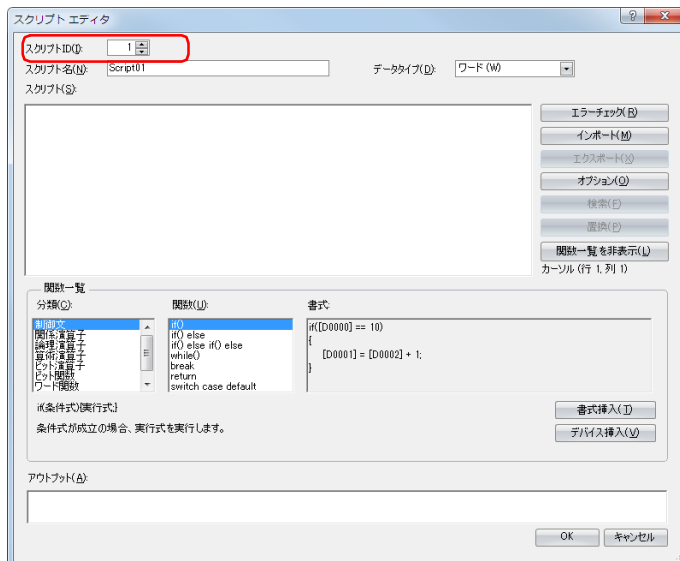 スクリプト エディタ
スクリプトID(I): 1
スクリプト名(N): Script01 データタイプ(D): ワード (W)
スクリプト(S):
エラーチェック(R)
インポート(M)
エクスポート(X)
オプション(O)
検索(F)
置換(P)
関数一覧を非表示(L)
カーソル (行 1, 列 1)
関数一覧
分類(C): 関数(U): 書式:
制御文
関係演算子
論理演算子
算術演算子
ビット演算子
ビット関数
ワード関数
if()
if() else
if() else if() else
while()
break
return
switch case default
if([D0000] == 10)
{
[D0001] = [D0002] + 1;
}
if(条件式){実行式;}
条件式が成立の場合、実行式を実行します。
書式挿入(T)
デバイス挿入(V)
アウトプット(A):
OK キャンセル